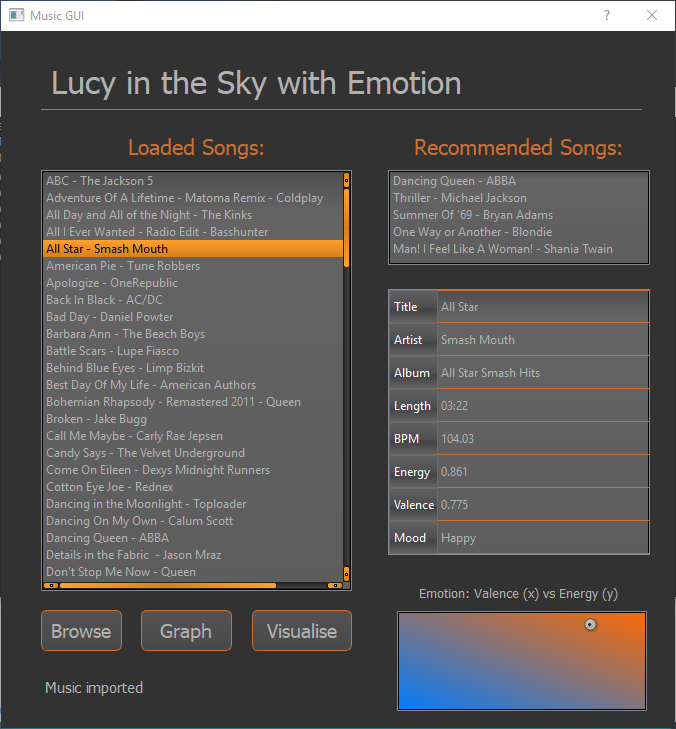 Music GUI
?
Lucy in the Sky with Emotion
Loaded Songs:
ABC - The Jackson 5
Adventure Of A Lifetime - Matoma Remix - Coldplay
All Day and All of the Night - The Kinks
All I Ever Wanted - Radio Edit - Basshunter
All Star - Smash Mouth
American Pie - Tune Robbers
Apologize - OneRepublic
Back In Black - AC/DC
Bad Day - Daniel Powter
Barbara Ann - The Beach Boys
Battle Scars - Lupe Fiasco
Behind Blue Eyes - Limp Bizkit
Best Day Of My Life - American Authors
Bohemian Rhapsody - Remastered 2011 - Queen
Broken - Jake Bugg
Call Me Maybe - Carly Rae Jepsen
Candy Says - The Velvet Underground
Come On Eileen - Dexys Midnight Runners
Cotton Eye Joe - Rednex
Dancing in the Moonlight - Toploader
Dancing On My Own - Calum Scott
Dancing Queen - ABBA
Details in the Fabric  - Jason Mraz
Don't Stop Me Now - Queen
Browse
Graph
Visualise
Music imported
Recommended Songs:
Dancing Queen - ABBA
Thriller - Michael Jackson
Summer Of '69 - Bryan Adams
One Way or Another - Blondie
Man! I Feel Like A Woman! - Shania Twain
Title All Star
Artist Smash Mouth
Album All Star Smash Hits
Length 03:22
BPM 104.03
Energy 0.861
Valence 0.775
Mood Happy
Emotion: Valence (x) vs Energy (y)